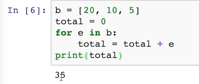 In [6]: b = [20, 10, 5]
total = 0
for e in b:
    total = total + e
print(total)
35